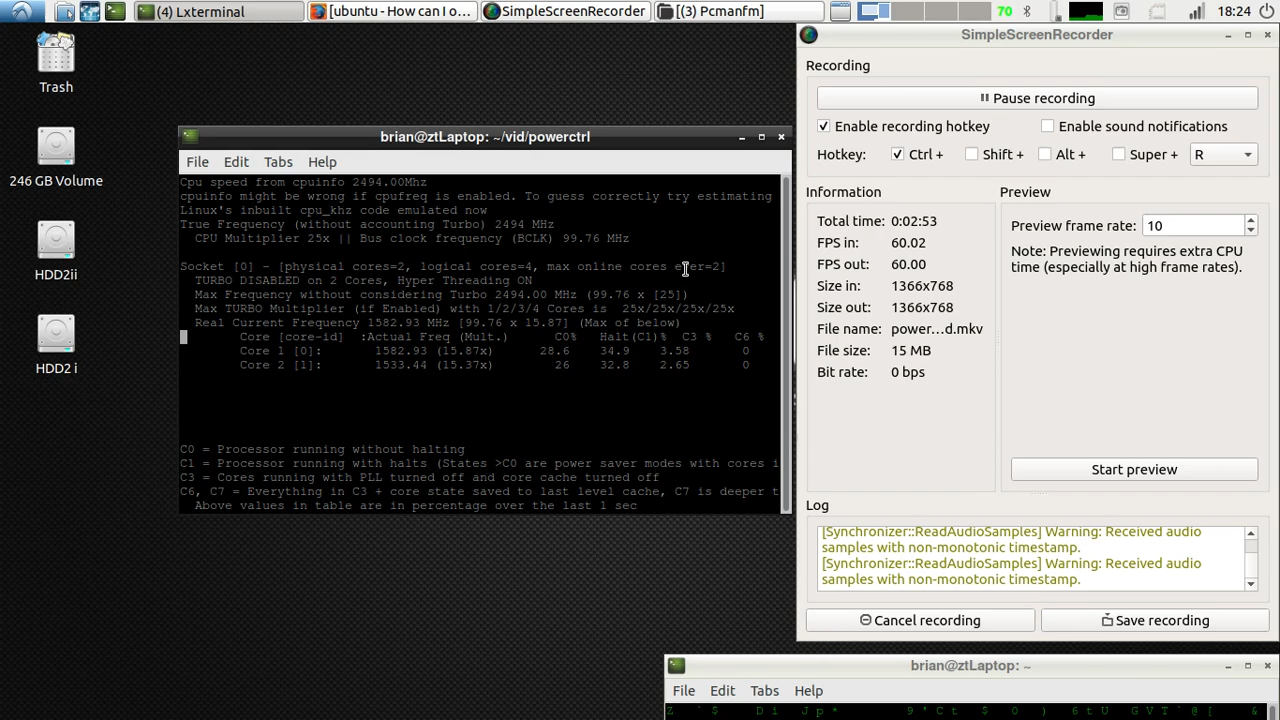 (4) Lxterminal
[ubuntu - How can I o...
SimpleScreenRecorder
[(3) Pcmanfm]
70
18:24
Trash
246 GB Volume
HDD2ii
HDD2 i
brian@ztLaptop: ~/vid/powerctrl
File Edit Tabs Help
Cpu speed from cpuinfo 2494.00Mhz
cpuinfo might be wrong if cpufreq is enabled. To guess correctly try estimating
Linux's inbuilt cpu_khz code emulated now
True Frequency (without accounting Turbo) 2494 MHz
CPU Multiplier 25x || Bus clock frequency (BCLK) 99.76 MHz
Socket [0] - [physical cores=2, logical cores=4, max online cores ever=2]
TURBO DISABLED on 2 Cores, Hyper Threading ON
Max Frequency without considering Turbo 2494.00 MHz (99.76 x [25])
Max TURBO Multiplier (if Enabled) with 1/2/3/4 Cores is 25x/25x/25x/25x
Real Current Frequency 1582.93 MHz [99.76 x 15.87] (Max of below)
Core [core-id] :Actual Freq (Mult.) C0% Halt(C1)% C3 % C6 %
Core 1 [0]: 1582.93 (15.87x) 28.6 34.9 3.58 0
Core 2 [1]: 1533.44 (15.37x) 26 32.8 2.65 0
C0 = Processor running without halting
C1 = Processor running with halts (States >C0 are power saver modes with cores i
C3 = Cores running with PLL turned off and core cache turned off
C6, C7 = Everything in C3 + core state saved to last level cache, C7 is deeper t
Above values in table are in percentage over the last 1 sec
SimpleScreenRecorder
Recording
Pause recording
Enable recording hotkey
Enable sound notifications
Hotkey: Ctrl + Shift + Alt + Super + R
Information
Total time: 0:02:53
FPS in: 60.02
FPS out: 60.00
Size in: 1366x768
Size out: 1366x768
File name: power...d.mkv
File size: 15 MB
Bit rate: 0 bps
Preview
Preview frame rate: 10
Note: Previewing requires extra CPU
time (especially at high frame rates).
Start preview
Log
[Synchronizer::ReadAudioSamples] Warning: Received audio
samples with non-monotonic timestamp.
[Synchronizer::ReadAudioSamples] Warning: Received audio
samples with non-monotonic timestamp.
Cancel recording
Save recording
brian@ztLaptop: ~
File Edit Tabs Help